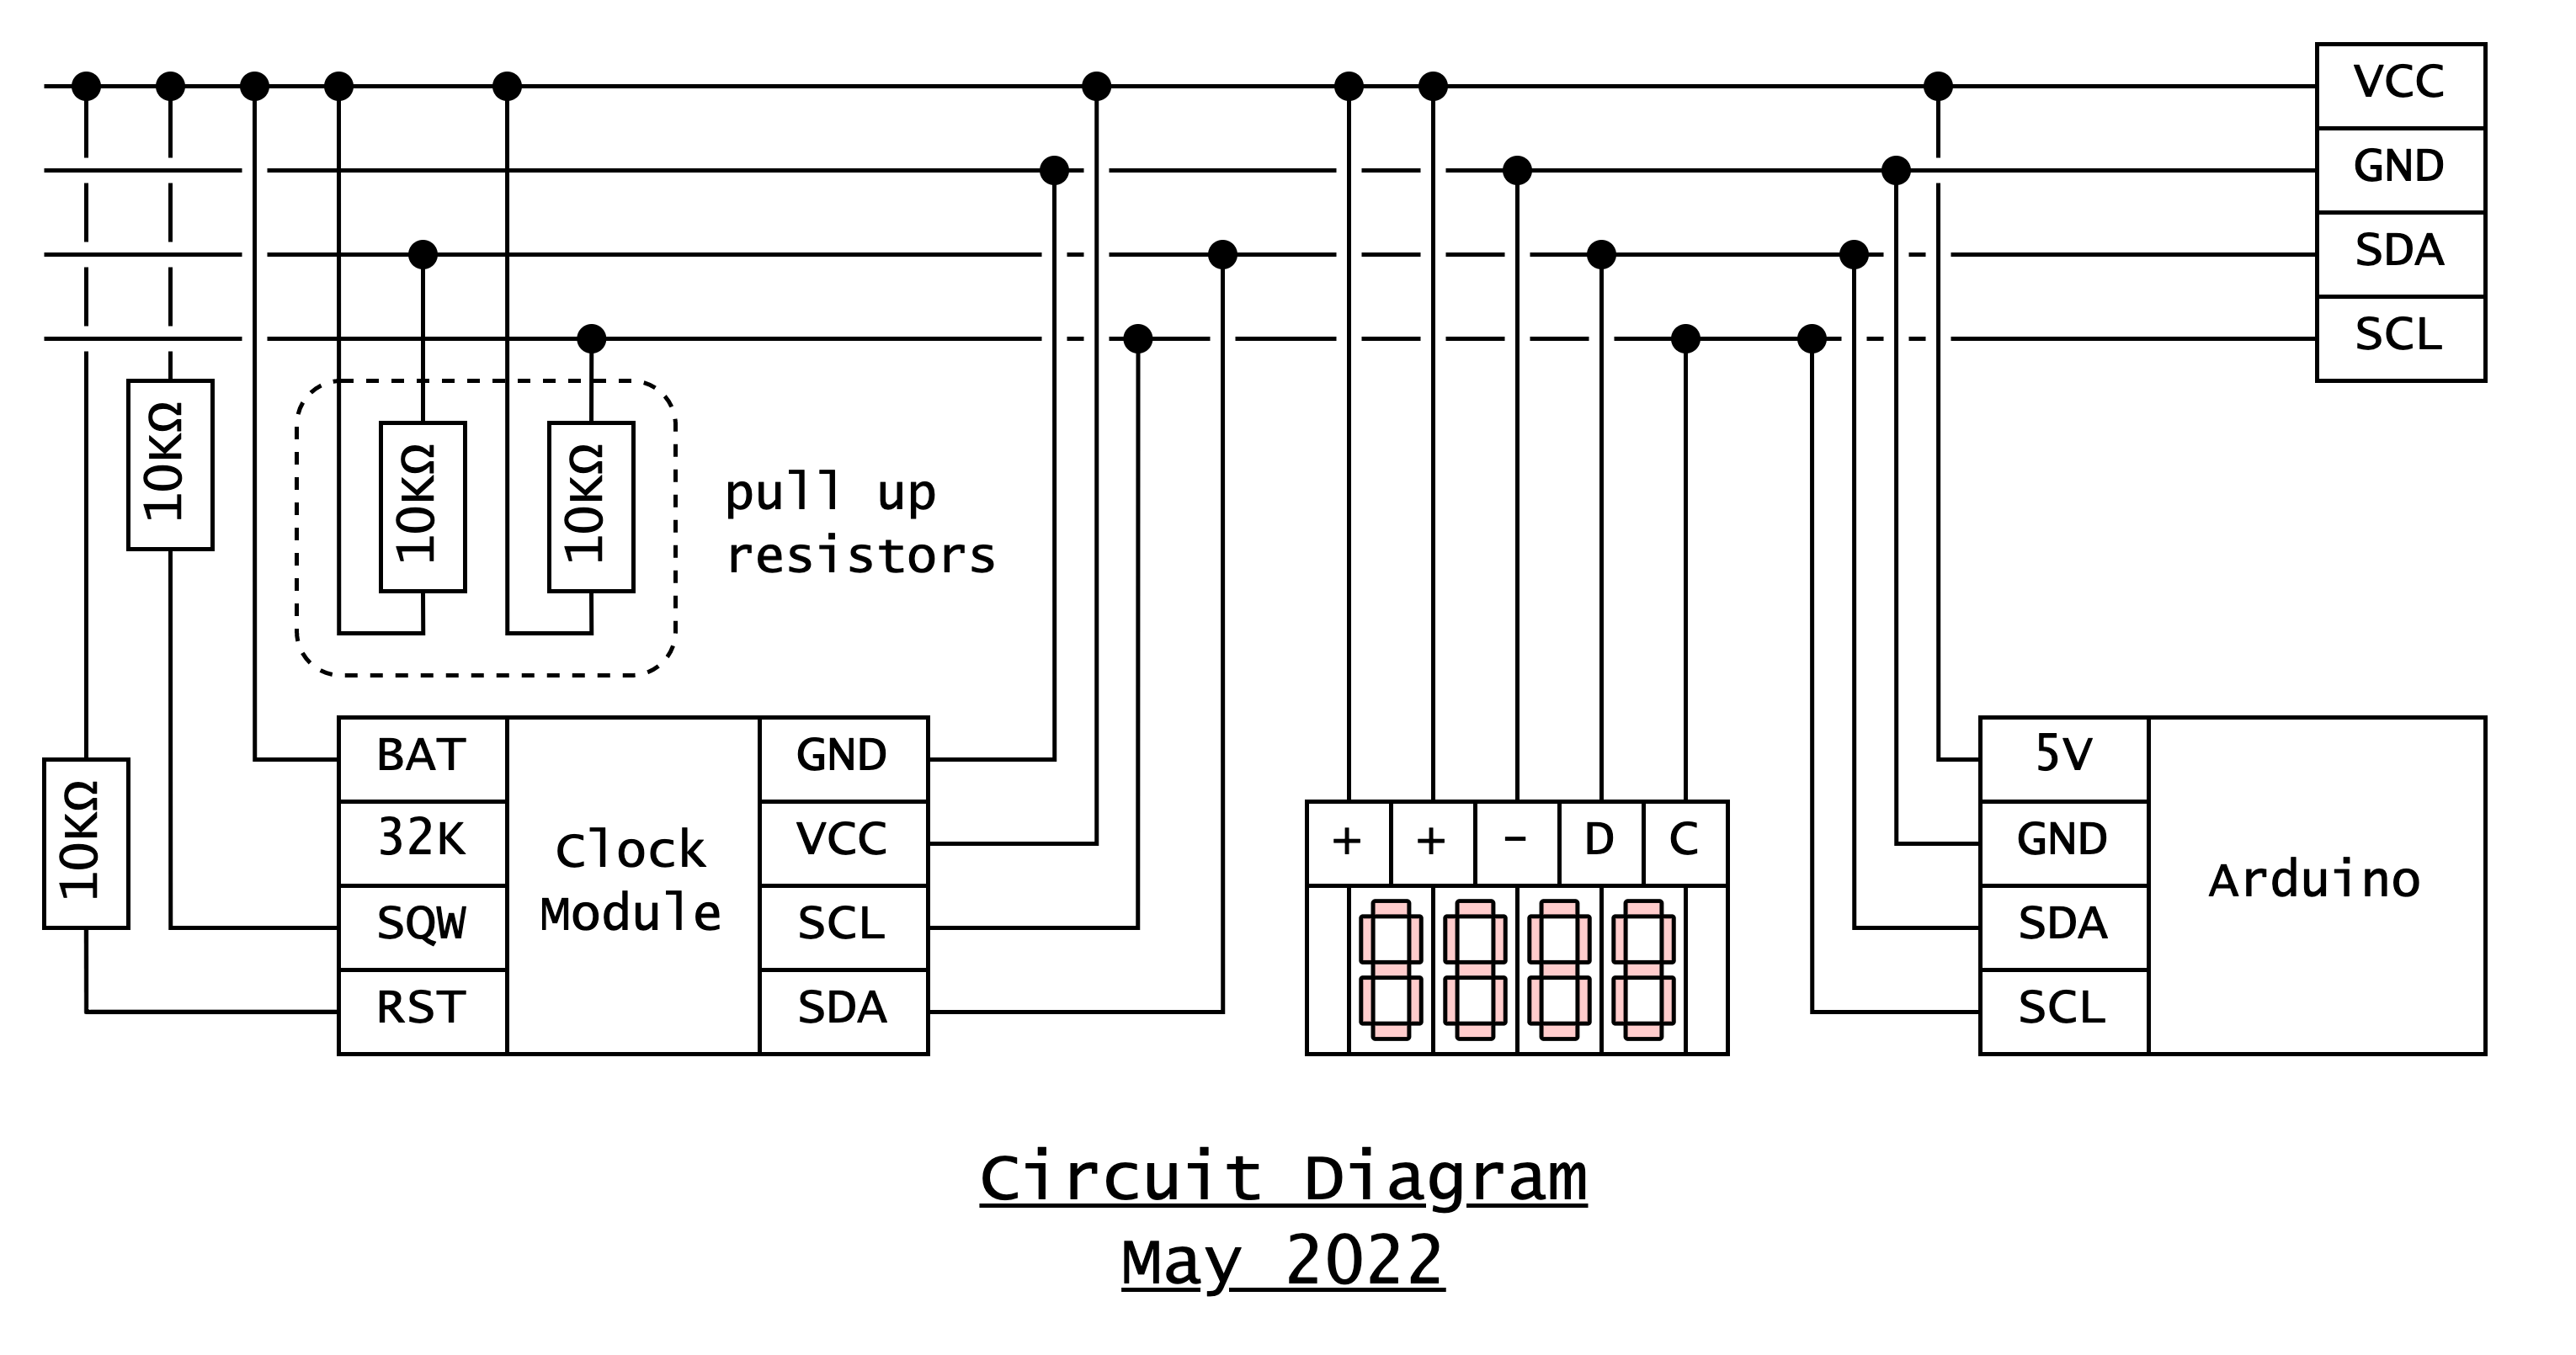 VCC
GND
SDA
SCL
10KΩ
10KΩ
10KΩ
10KΩ
pull up
resistors
BAT
32K
SQW
RST
Clock
Module
GND
VCC
SCL
SDA
+ + - D C
5V
GND
SDA
SCL
Arduino
Circuit Diagram
May 2022